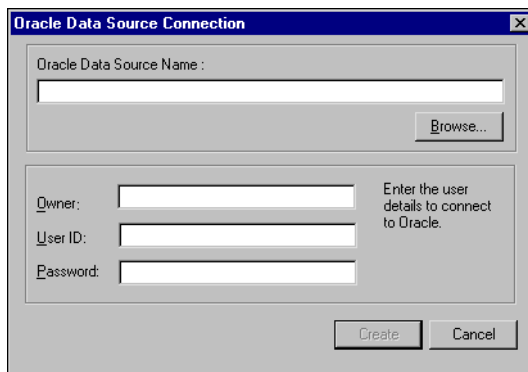 Oracle Data Source Connection
Oracle Data Source Name :
Browse...
Owner:
User ID:
Password:
Enter the user
details to connect
to Oracle.
Create
Cancel